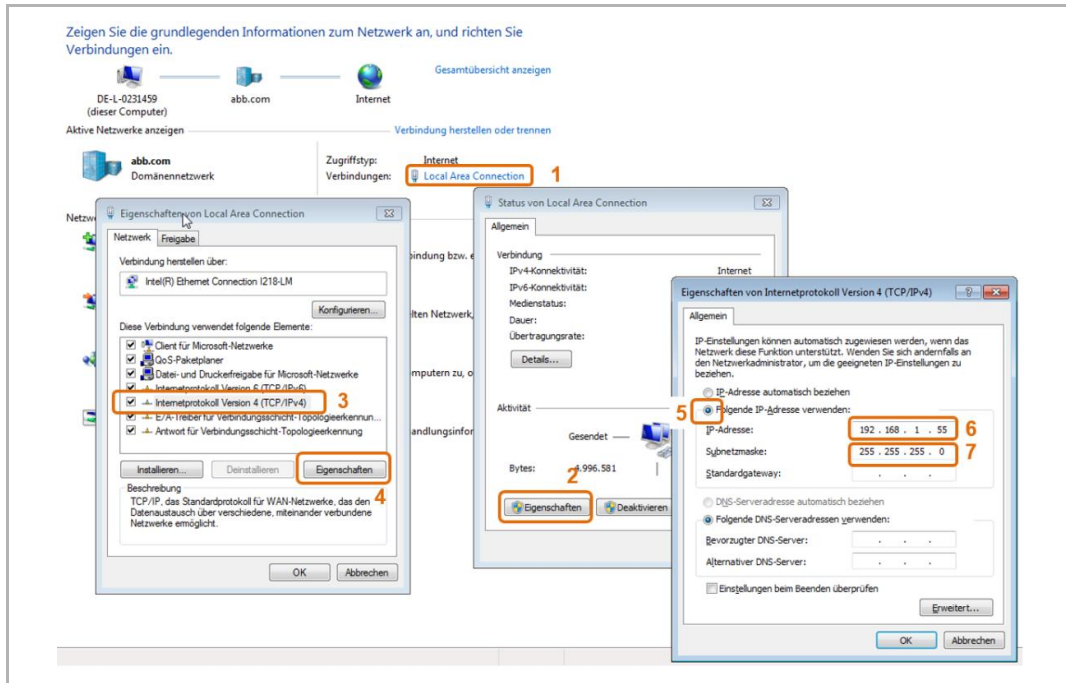 Zeigen Sie die grundlegenden Informationen zum Netzwerk an, und richten Sie
Verbindungen ein.
Gesamtübersicht anzeigen
DE-L-0231459
(dieser Computer)
abb.com
Internet
Aktive Netzwerke anzeigen
Verbindung herstellen oder trennen
abb.com
Domänennetzwerk
Zugriffstyp: Internet
Verbindungen: Local Area Connection 1
Netzw
Eigenschaften von Local Area Connection
Netzwerk Freigabe
Verbindung herstellen über:
Intel(R) Ethernet Connection I218-LM
Konfigurieren...
Diese Verbindung verwendet folgende Elemente:
Client für Microsoft-Netzwerke
QoS-Paketplaner
Datei- und Druckerfreigabe für Microsoft-Netzwerke
Internetprotokoll Version 6 (TCP/IPv6)
Internetprotokoll Version 4 (TCP/IPv4) 3
E/A-Treiber für Verbindungsschicht-Topologieerkennun...
Antwort für Verbindungsschicht-Topologieerkennung
Installieren... Deinstallieren Eigenschaften
4
Beschreibung
TCP/IP, das Standardprotokoll für WAN-Netzwerke, das den
Datenaustausch über verschiedene, miteinander verbundene
Netzwerke ermöglicht.
OK Abbrechen
bindung bzw. e
lten Netzwerk,
mputern zu, o
andlungsinfor
Status von Local Area Connection
Allgemein
Verbindung
IPv4-Konnektivität: Internet
IPv6-Konnektivität:
Medienstatus:
Dauer:
Übertragungsrate:
Details...
Aktivität
Gesendet
Bytes: 4.996.581
2
Eigenschaften Deaktivieren
Eigenschaften von Internetprotokoll Version 4 (TCP/IPv4)
Allgemein
IP-Einstellungen können automatisch zugewiesen werden, wenn das
Netzwerk diese Funktion unterstützt. Wenden Sie sich andernfalls an
den Netzwerkadministrator, um die geeigneten IP-Einstellungen zu
beziehen.
IP-Adresse automatisch beziehen
5 Folgende IP-Adresse verwenden:
IP-Adresse: 192 . 168 . 1 . 55 6
Subnetzmaske: 255 . 255 . 255 . 0 7
Standardgateway: . . .
DNS-Serveradresse automatisch beziehen
Folgende DNS-Serveradressen verwenden:
Bevorzugter DNS-Server: . . .
Alternativer DNS-Server: . . .
Einstellungen beim Beenden überprüfen
Erweitert...
OK Abbrechen